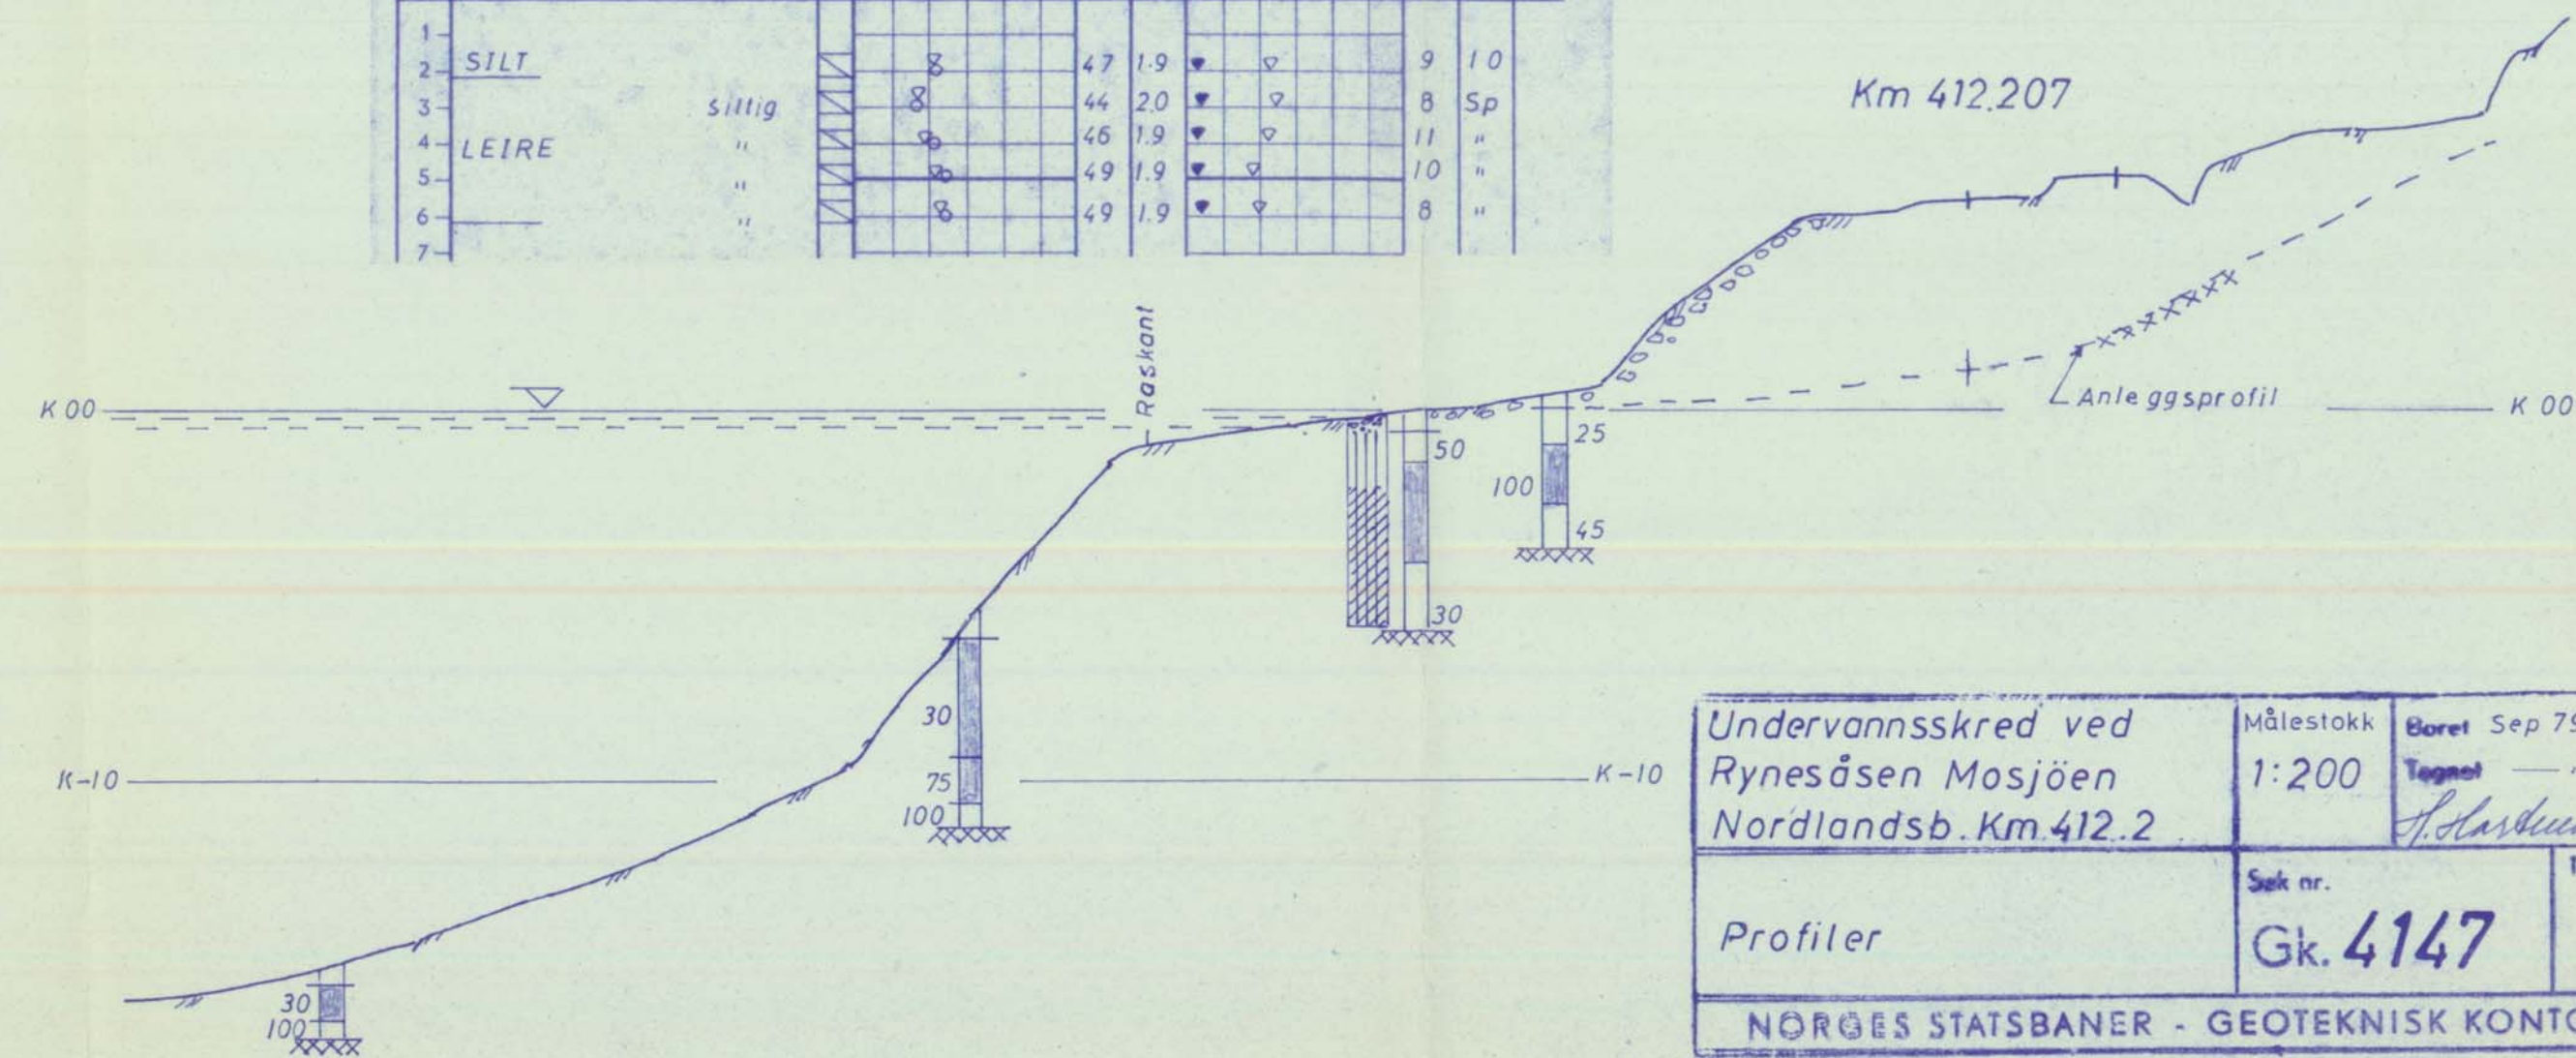 1
2 SILT 47 1.9 9 10
3 siltig 44 2.0 8 Sp
4 LEIRE " 46 1.9 11 "
5 " 49 1.9 10 "
6 " 49 1.9 8 "
7
Km 412.207
Raskant
K 00
Anleggsprofil
K 00
50
25
100
45
30
30
75
100
K-10
K-10
30
100
Undervannsskred ved
Rynesåsen Mosjöen
Nordlandsb. Km 412.2
Målestokk
1:200
Boret Sep 79
Tegnet — "
Profiler
Søk nr.
Gk. 4147
NORGES STATSBANER - GEOTEKNISK